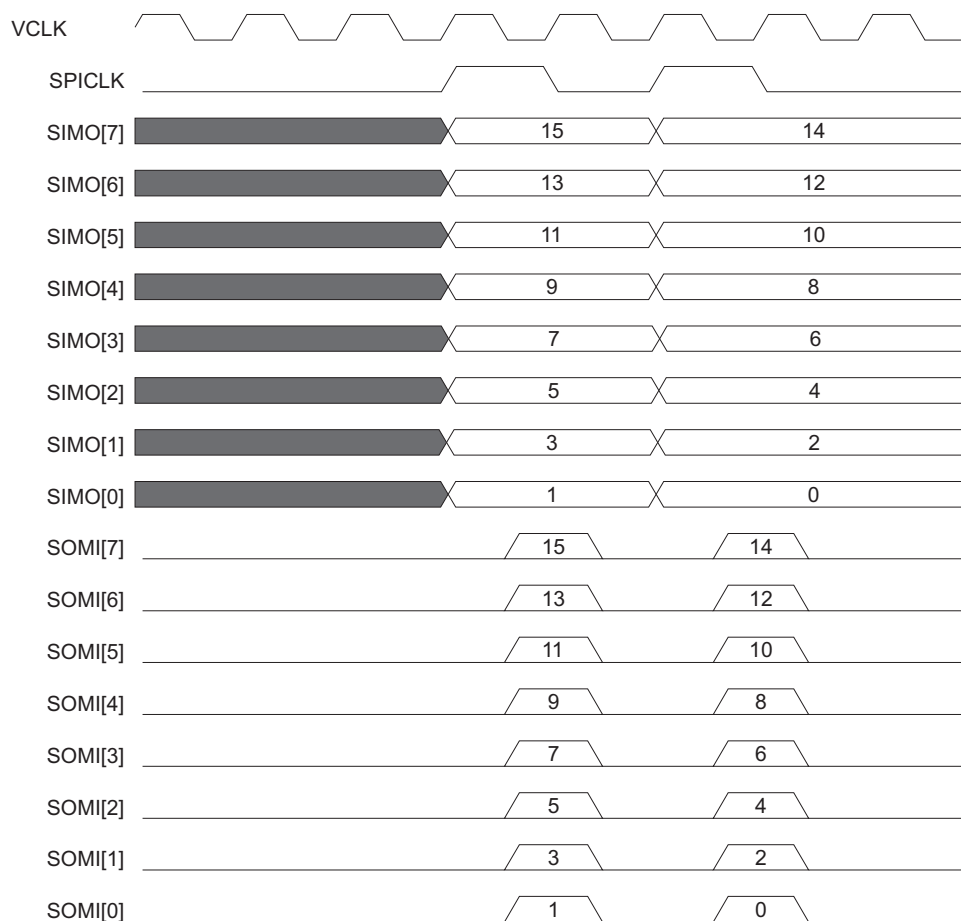 VCLK
SPICLK
SIMO[7] 15 14
SIMO[6] 13 12
SIMO[5] 11 10
SIMO[4] 9 8
SIMO[3] 7 6
SIMO[2] 5 4
SIMO[1] 3 2
SIMO[0] 1 0
SOMI[7] 15 14
SOMI[6] 13 12
SOMI[5] 11 10
SOMI[4] 9 8
SOMI[3] 7 6
SOMI[2] 5 4
SOMI[1] 3 2
SOMI[0] 1 0